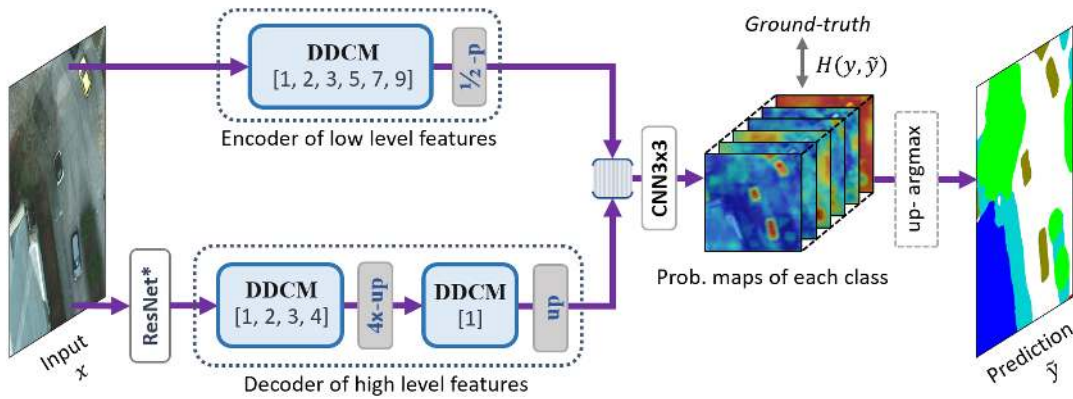 DDCM
[1, 2, 3, 5, 7, 9]
½-p
Encoder of low level features
Ground-truth
H(y, ỹ)
CNN3x3
Prob. maps of each class
up- argmax
Input
x
ResNet*
DDCM
[1, 2, 3, 4]
4x-up
DDCM
[1]
up
Decoder of high level features
Prediction
ỹ